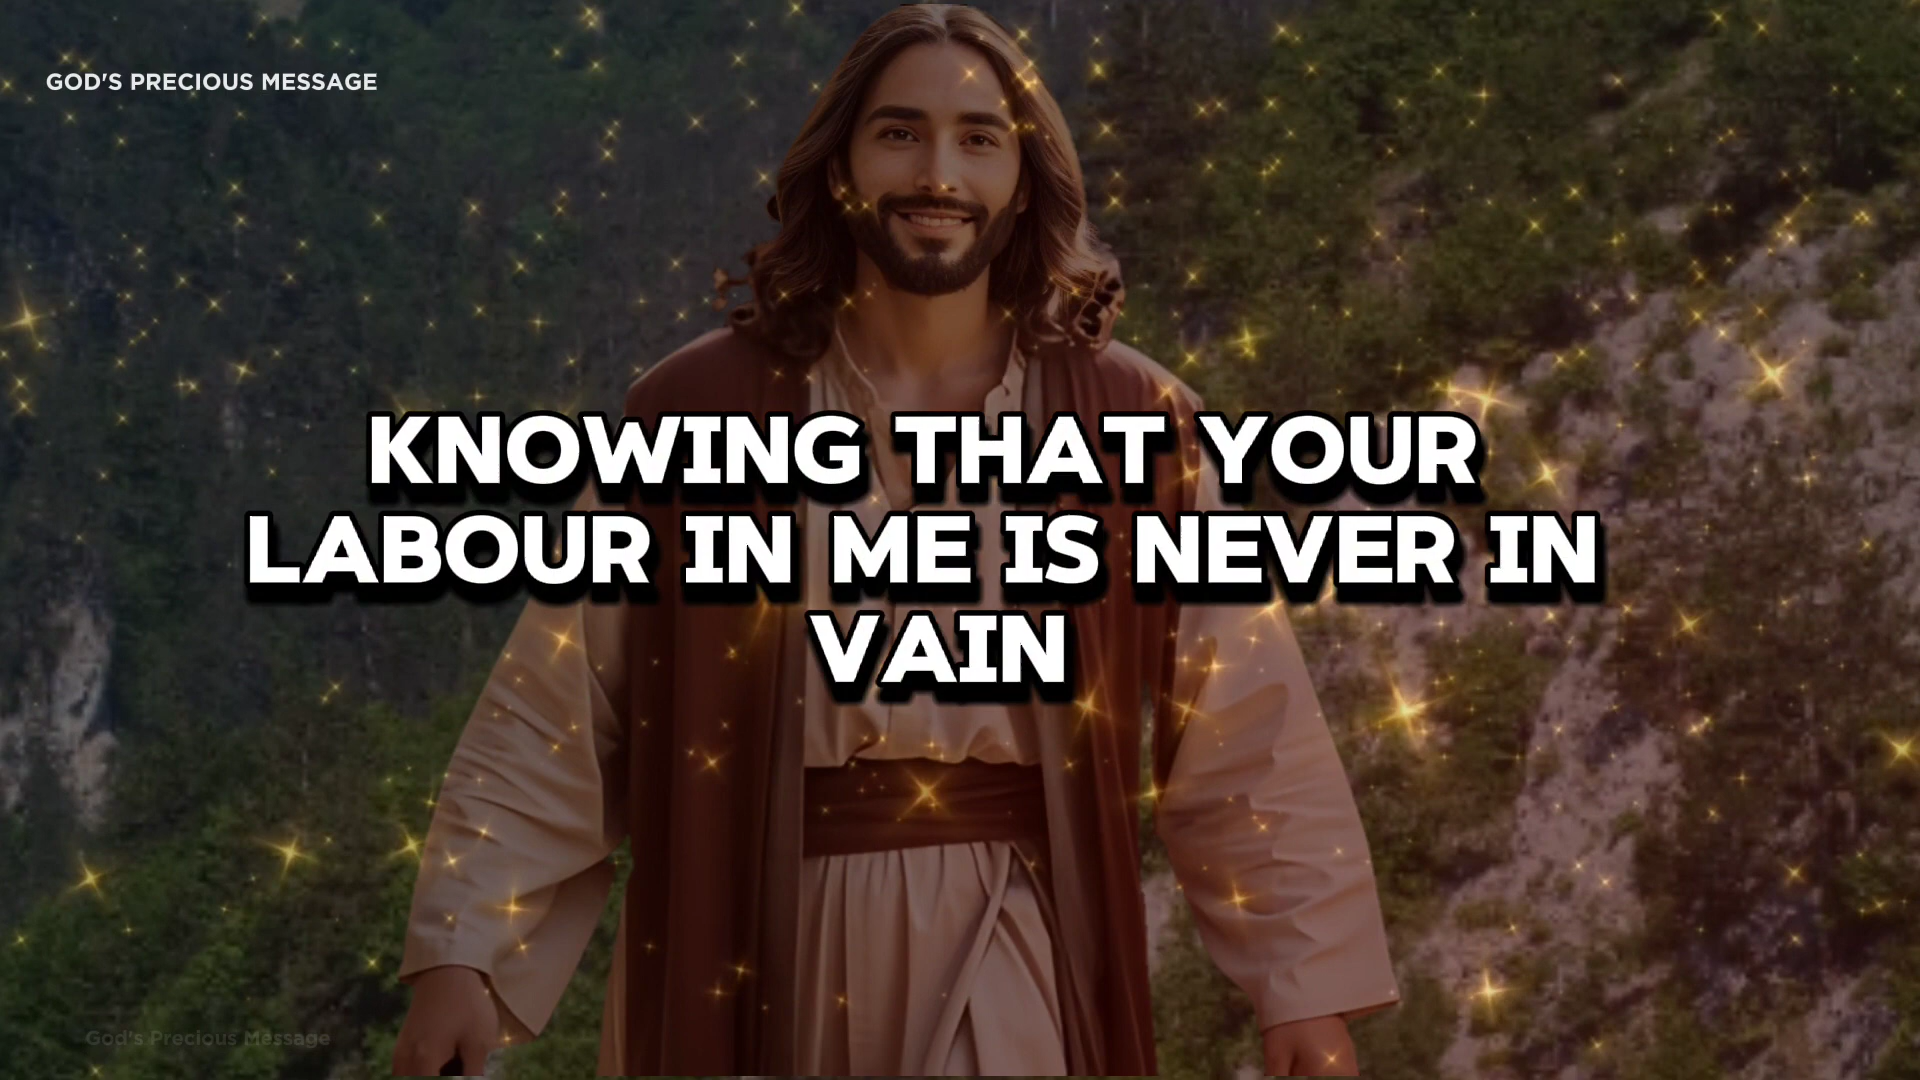 GOD'S PRECIOUS MESSAGE
KNOWING THAT YOUR
LABOUR IN ME IS NEVER IN
VAIN
God's Precious Message